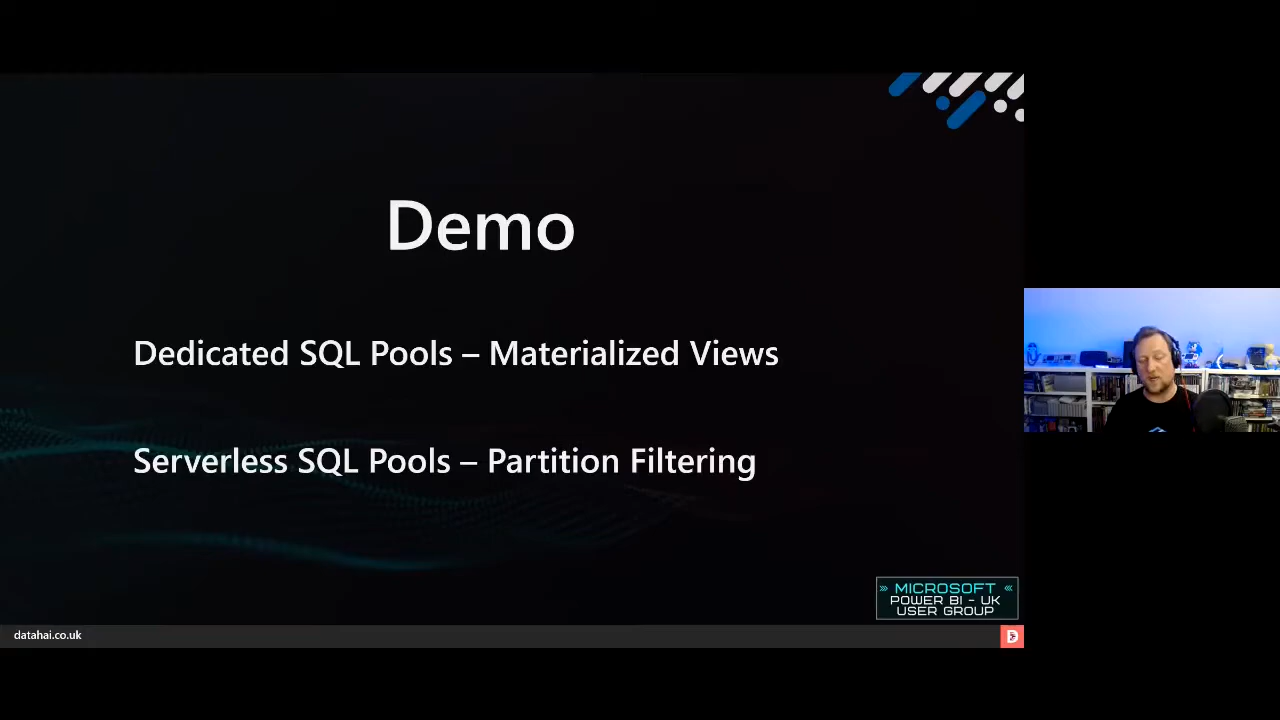 Demo
Dedicated SQL Pools – Materialized Views
Serverless SQL Pools – Partition Filtering
MICROSOFT
POWER BI - UK
USER GROUP
datahai.co.uk
D